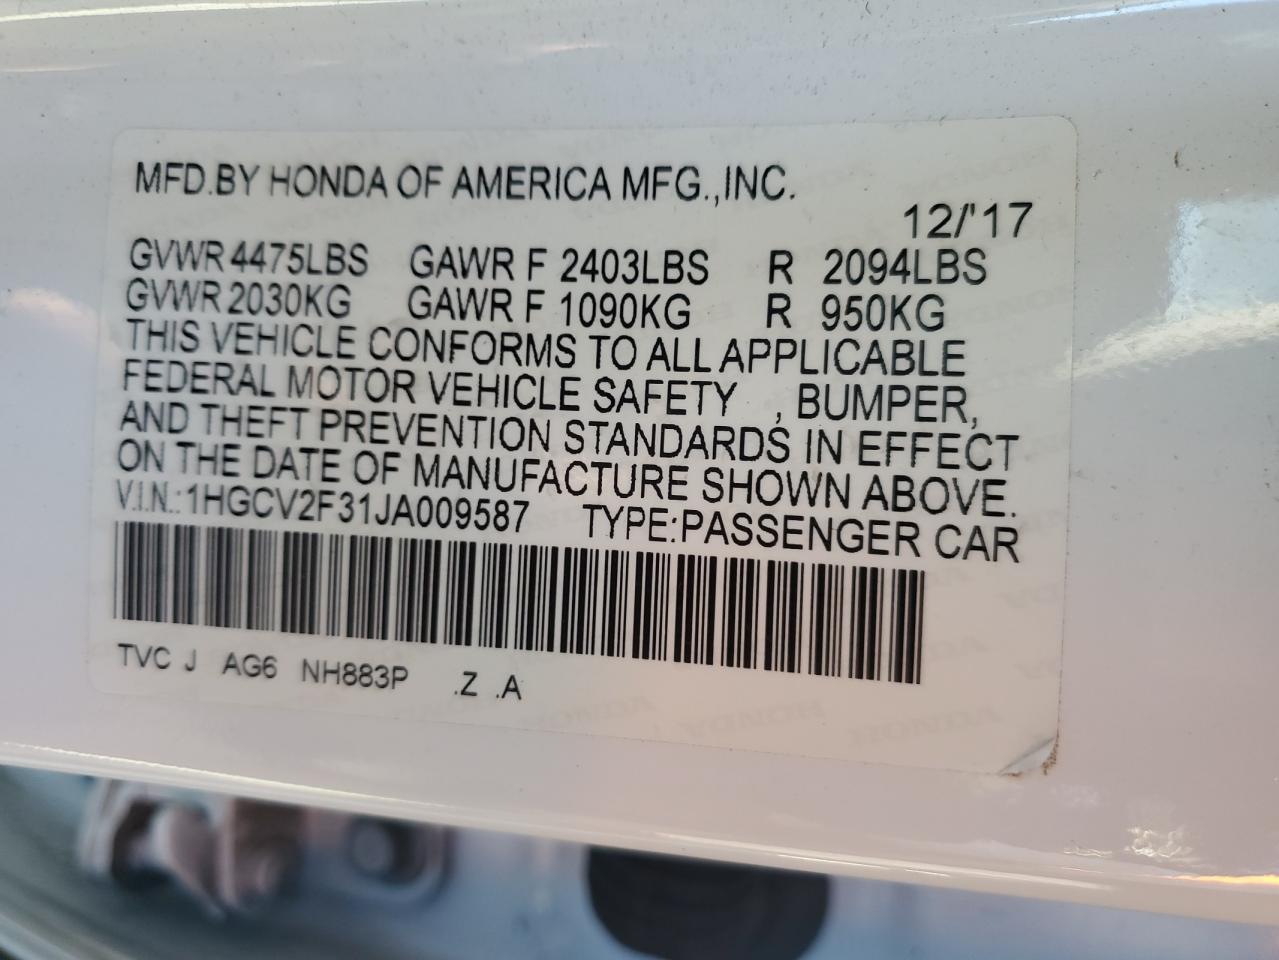 MFD.BY HONDA OF AMERICA MFG.,INC.
12/'17
GVWR 4475LBS GAWR F 2403LBS R 2094LBS
GVWR 2030KG GAWR F 1090KG R 950KG
THIS VEHICLE CONFORMS TO ALL APPLICABLE
FEDERAL MOTOR VEHICLE SAFETY , BUMPER,
AND THEFT PREVENTION STANDARDS IN EFFECT
ON THE DATE OF MANUFACTURE SHOWN ABOVE.
V.I.N.:1HGCV2F31JA009587 TYPE:PASSENGER CAR
TVC J AG6 NH883P .Z .A